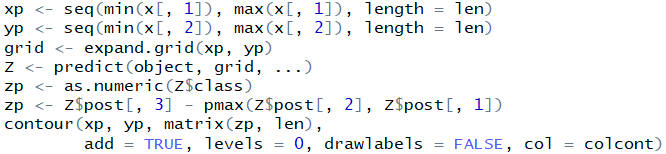 xp <- seq(min(x[, 1]), max(x[, 1]), length = len)
yp <- seq(min(x[, 2]), max(x[, 2]), length = len)
grid <- expand.grid(xp, yp)
Z <- predict(object, grid, ...)
zp <- as.numeric(Z$class)
zp <- Z$post[, 3] - pmax(Z$post[, 2], Z$post[, 1])
contour(xp, yp, matrix(zp, len),
        add = TRUE, levels = 0, drawlabels = FALSE, col = colcont)